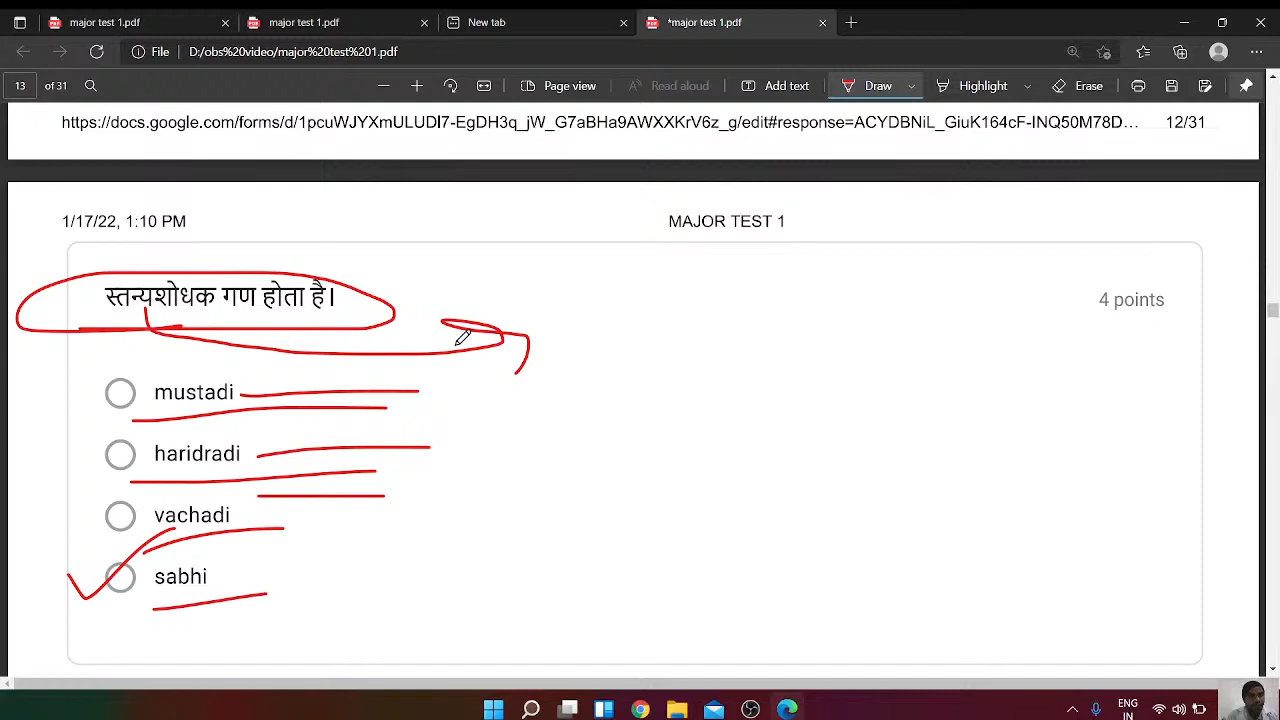 major test 1.pdf
major test 1.pdf
New tab
*major test 1.pdf
File
D:/obs%20video/major%20test%201.pdf
13
of 31
Page view
Read aloud
Add text
Draw
Highlight
Erase
https://docs.google.com/forms/d/1pcuWJYXmULUDl7-EgDH3q_jW_G7aBHa9AWXXKrV6z_g/edit#response=ACYDBNiL_GiuK164cF-INQ50M78D… 12/31
1/17/22, 1:10 PM
MAJOR TEST 1
स्तन्यशोधक गण होता है।
4 points
mustadi
haridradi
vachadi
sabhi
ENG
IN